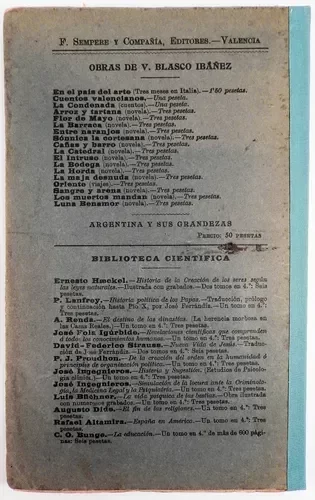 F. Sempere y Compañía, Editores.—Valencia
OBRAS DE V. BLASCO IBÁÑEZ
En el país del arte (Tres meses en Italia).—1'50 pesetas.
Cuentos valencianos.—Una peseta.
La Condenada (cuentos).—Una peseta.
Arroz y tartana (novela).—Tres pesetas.
Flor de Mayo (novela).—Tres pesetas.
La Barraca (novela).—Tres pesetas.
Entre naranjos (novela).—Tres pesetas.
Sónnica la cortesana (novela).—Tres pesetas.
Cañas y barro (novela).—Tres pesetas.
La Catedral (novela).—Tres pesetas.
El Intruso (novela).—Tres pesetas.
La Bodega (novela).—Tres pesetas.
La Horda (novela).—Tres pesetas.
La maja desnuda (novela).—Tres pesetas.
Oriente (viajes).—Tres pesetas.
Sangre y arena (novela).—Tres pesetas.
Los muertos mandan (novela).—Tres pesetas.
Luna Benamor (novela).—Tres pesetas.
ARGENTINA Y SUS GRANDEZAS
Precio: 50 pesetas
BIBLIOTECA CIENTÍFICA
Ernesto Hæckel.—Historia de la Creación de los seres según
las leyes naturales.—Ilustrada con grabados.—Dos tomos en 4.º: Seis
pesetas.
P. Lanfrey.—Historia política de los Papas.—Traducción, prólogo
y continuación hasta Pío X, por José Ferrándiz.—Un tomo en 4.º: Tres
pesetas.
A. Renda.—El destino de las dinastías. (La herencia morbosa en
las Casas Reales).—Un tomo en 4.º: Tres pesetas.
José Folx Igúrbide.—Revelaciones científicas que comprenden
á todos los conocimientos humanos.—Un tomo en 4.º: Tres pesetas.
David-Federico Strauss.—Nueva Vida de Jesús.—Traduc-
ción de José Ferrándiz.—Dos tomos en 4.º: Seis pesetas.
P. J. Proudhon.—De la creación del orden en la humanidad ó
principios de organización política.—Un tomo en 4.º: Tres pesetas.
José Ingegnieros.—Histeria y Sugestión. (Estudios de Psicolo-
gía clínica.)—Un tomo en 4.º: Tres pesetas.
José Ingegnieros.—Simulación de la locura ante la Criminolo-
gía, la Medicina Legal y la Psiquiatría.—Un tomo en 4.º: Tres pesetas.
Luis Büchner.—La vida psíquica de las bestias.—Obra ilustrada
con numerosos grabados.—Un tomo en 4.º: Tres pesetas.
Augusto Dide.—El fin de las religiones.—Un tomo en 4.º: Tres
pesetas.
Rafael Altamira.—España en América.—Un tomo en 4.º: Tres
pesetas.
C. O. Bunge.—La educación.—Un tomo en 4.º de más de 600 pági-
nas: Seis pesetas.